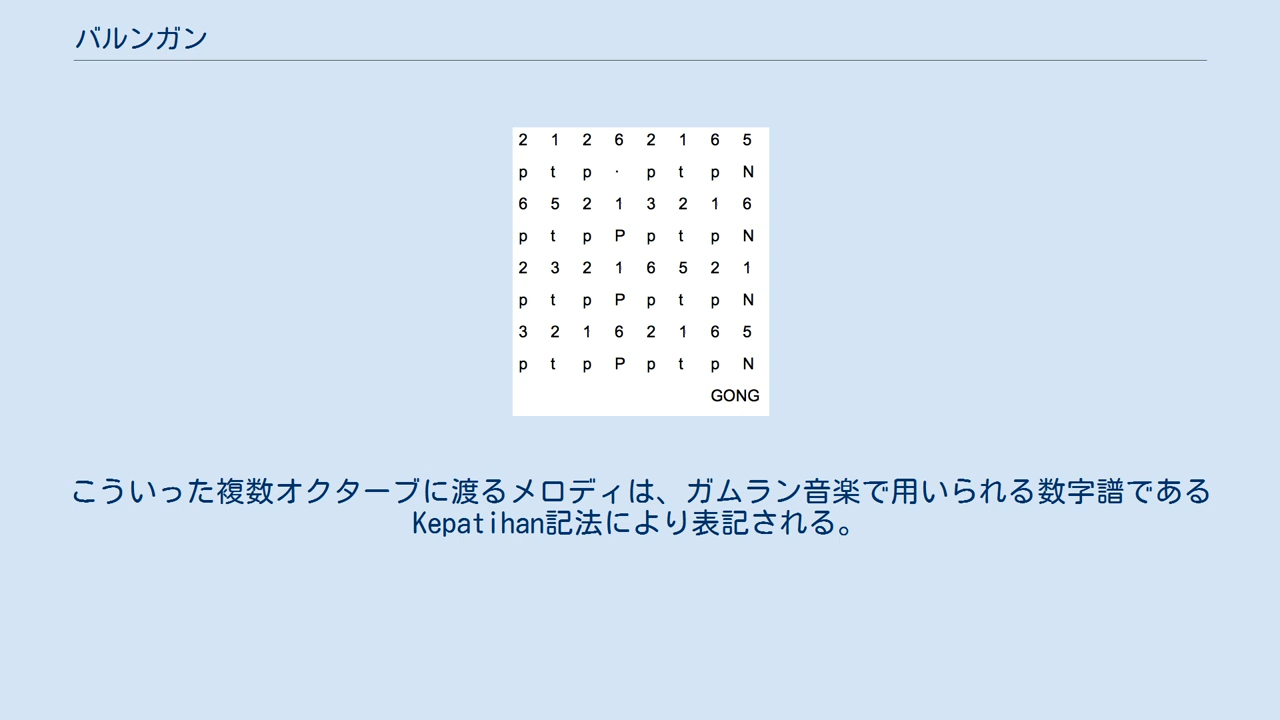 バルンガン
2 1 2 6 2 1 6 5
p t p · p t p N
6 5 2 1 3 2 1 6
p t p P p t p N
2 3 2 1 6 5 2 1
p t p P p t p N
3 2 1 6 2 1 6 5
p t p P p t p N
GONG
こういった複数オクターブに渡るメロディは、ガムラン音楽で用いられる数字譜である
Kepatihan記法により表記される。